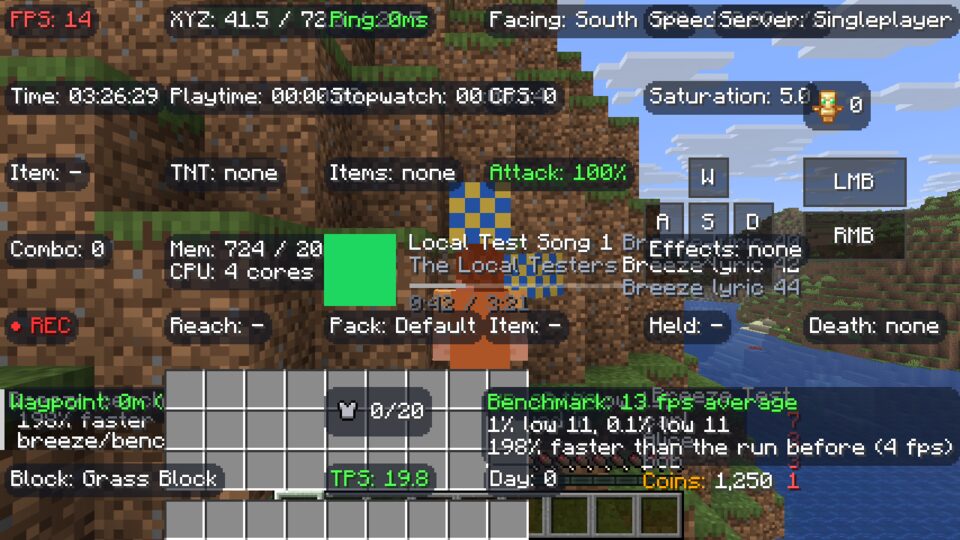 FPS: 14
XYZ: 41.5 / 72
Ping: 0ms
Facing: South
Speed
Server: Singleplayer
Time: 03:26:29
Playtime: 00:00
Stopwatch: 00
CPS: 0
Saturation: 5.0
0
Item: -
TNT: none
Items: none
Attack: 100%
W
LMB
A S D
RMB
Combo: 0
Mem: 724 / 20
CPU: 4 cores
Local Test Song 1
The Local Testers
0:42 / 3:21
Effects: none
Breeze lyric 42
Breeze lyric 44
REC
Reach: -
Pack: Default
Item: -
Held: -
Death: none
Waypoint: 0m
198% faster
breeze/benc
0/20
Breeze Test
Benchmark: 13 fps average
1% low 11, 0.1% low 11
198% faster than the run before (4 fps)
Block: Grass Block
TPS: 19.8
Day: 0
Coins: 1,250
1